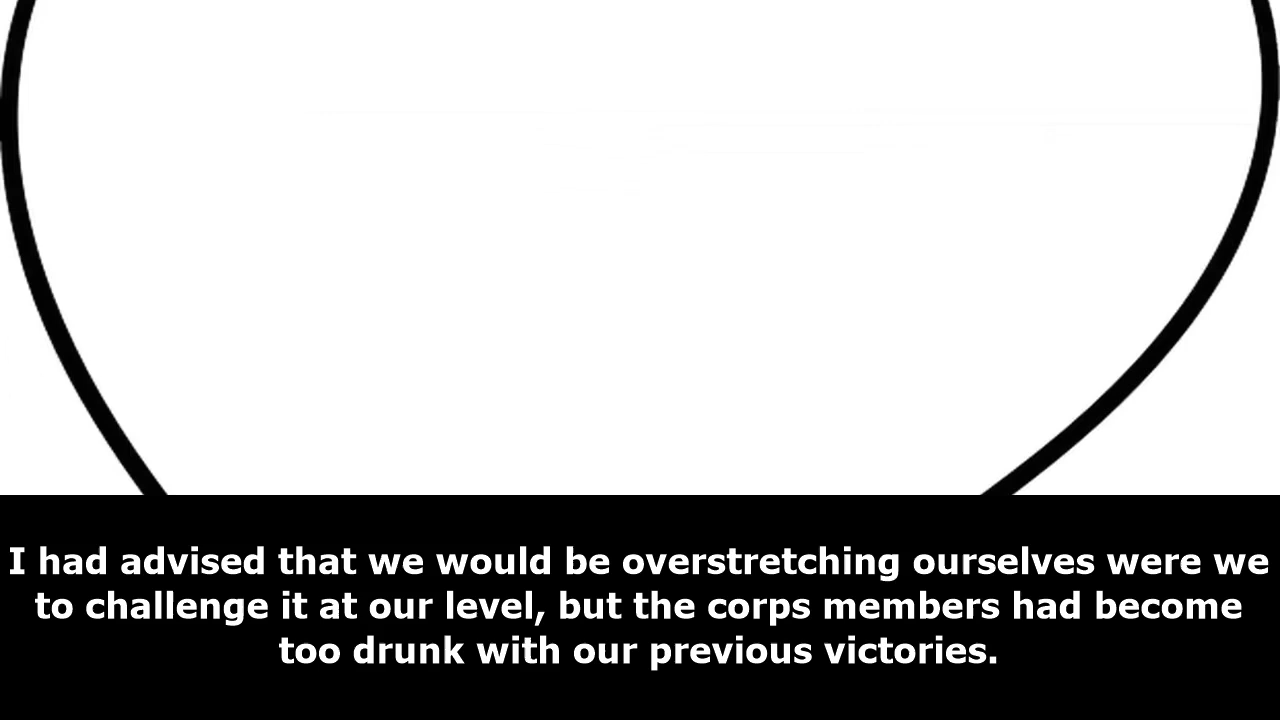 I had advised that we would be overstretching ourselves were we
to challenge it at our level, but the corps members had become
too drunk with our previous victories.